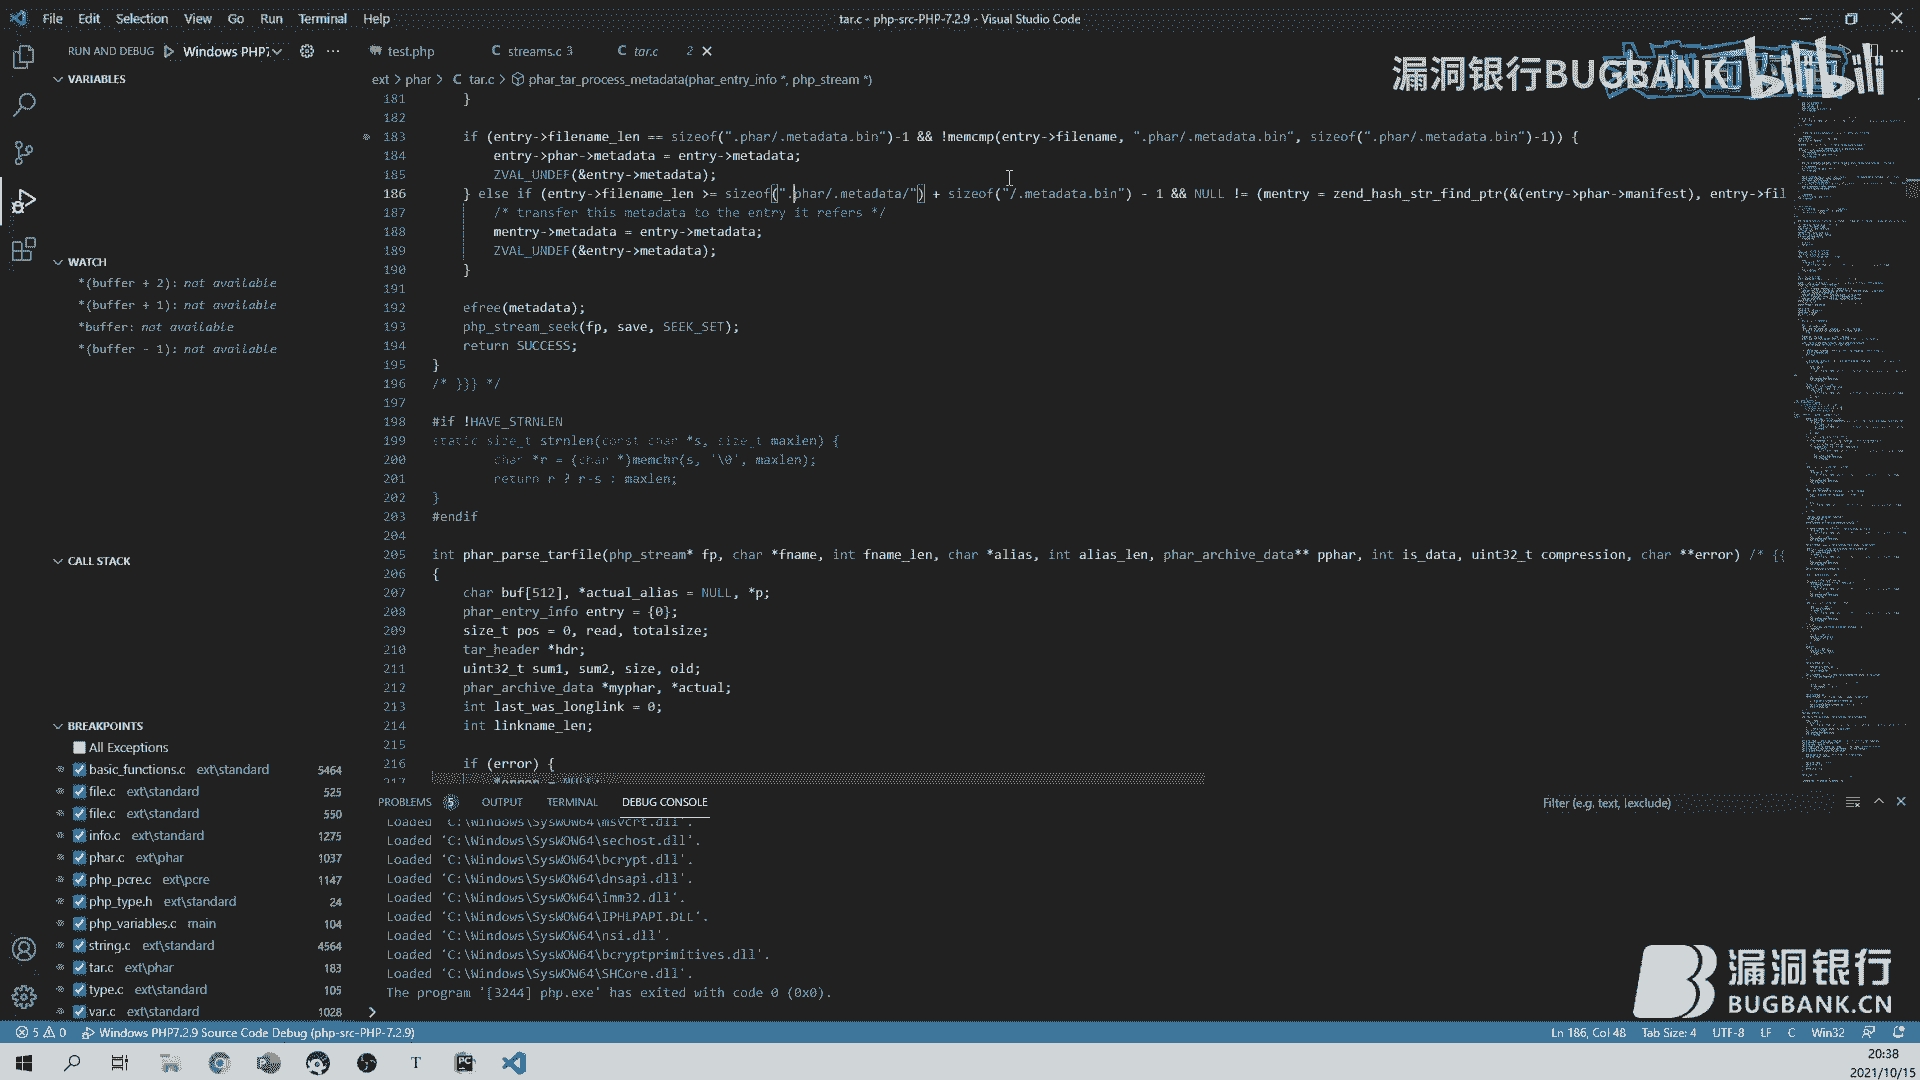 File Edit Selection View Go Run Terminal Help
tar.c - php-src-PHP-7.2.9 - Visual Studio Code
RUN AND DEBUG Windows PHP7
test.php
streams.c 3
tar.c 2
漏洞银行BUGBANK
bilibili
VARIABLES
ext > phar > C tar.c > phar_tar_process_metadata(phar_entry_info *, php_stream *)
181 }
182
183 if (entry->filename_len == sizeof(".phar/.metadata.bin")-1 && !memcmp(entry->filename, ".phar/.metadata.bin", sizeof(".phar/.metadata.bin")-1)) {
184 entry->phar->metadata = entry->metadata;
185 ZVAL_UNDEF(&entry->metadata);
186 } else if (entry->filename_len >= sizeof(".phar/.metadata/") + sizeof("/.metadata.bin") - 1 && NULL != (mentry = zend_hash_str_find_ptr(&(entry->phar->manifest), entry->fil
187 /* transfer this metadata to the entry it refers */
188 mentry->metadata = entry->metadata;
189 ZVAL_UNDEF(&entry->metadata);
190 }
191
192 efree(metadata);
193 php_stream_seek(fp, save, SEEK_SET);
194 return SUCCESS;
195 }
196 /* }}} */
197
198 #if !HAVE_STRNLEN
199 static size_t strnlen(const char *s, size_t maxlen) {
200 char *r = (char *)memchr(s, '\0', maxlen);
201 return r ? r-s : maxlen;
202 }
203 #endif
204
205 int phar_parse_tarfile(php_stream* fp, char *fname, int fname_len, char *alias, int alias_len, phar_archive_data** pphar, int is_data, uint32_t compression, char **error) /* {{
206 {
207 char buf[512], *actual_alias = NULL, *p;
208 phar_entry_info entry = {0};
209 size_t pos = 0, read, totalsize;
210 tar_header *hdr;
211 uint32_t sum1, sum2, size, old;
212 phar_archive_data *myphar, *actual;
213 int last_was_longlink = 0;
214 int linkname_len;
215
216 if (error) {
217 *error = NULL;
WATCH
*(buffer + 2): not available
*(buffer + 1): not available
*buffer: not available
*(buffer - 1): not available
CALL STACK
BREAKPOINTS
All Exceptions
basic_functions.c ext\standard 5464
file.c ext\standard 525
file.c ext\standard 550
info.c ext\standard 1275
phar.c ext\phar 1037
php_pcre.c ext\pcre 1147
php_type.h ext\standard 24
php_variables.c main 104
string.c ext\standard 4564
tar.c ext\phar 183
type.c ext\standard 105
var.c ext\standard 1028
PROBLEMS 5 OUTPUT TERMINAL DEBUG CONSOLE
Filter (e.g. text, !exclude)
Loaded 'C:\Windows\SysWOW64\msvcrt.dll'.
Loaded 'C:\Windows\SysWOW64\sechost.dll'.
Loaded 'C:\Windows\SysWOW64\bcrypt.dll'.
Loaded 'C:\Windows\SysWOW64\dnsapi.dll'.
Loaded 'C:\Windows\SysWOW64\imm32.dll'.
Loaded 'C:\Windows\SysWOW64\IPHLPAPI.DLL'.
Loaded 'C:\Windows\SysWOW64\nsi.dll'.
Loaded 'C:\Windows\SysWOW64\bcryptprimitives.dll'.
Loaded 'C:\Windows\SysWOW64\SHCore.dll'.
The program '[3244] php.exe' has exited with code 0 (0x0).
漏洞银行
BUGBANK.CN
5 0 Windows PHP7.2.9 Source Code Debug (php-src-PHP-7.2.9)
Ln 186, Col 48 Tab Size: 4 UTF-8 LF C Win32
20:38
2021/10/15